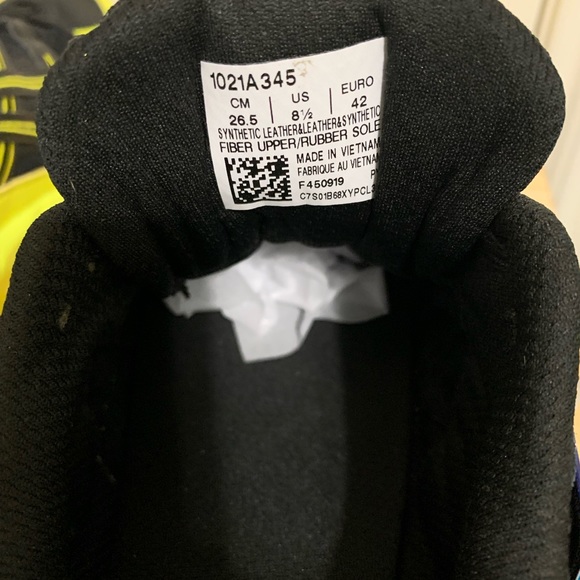 1021A345
CM | US | EURO
26.5 | 8½ | 42
SYNTHETIC LEATHER&LEATHER&SYNTHETIC
FIBER UPPER/RUBBER SOLE
MADE IN VIETNAM
FABRIQUE AU VIETNAM
F450919
C7S01B68XYPCL